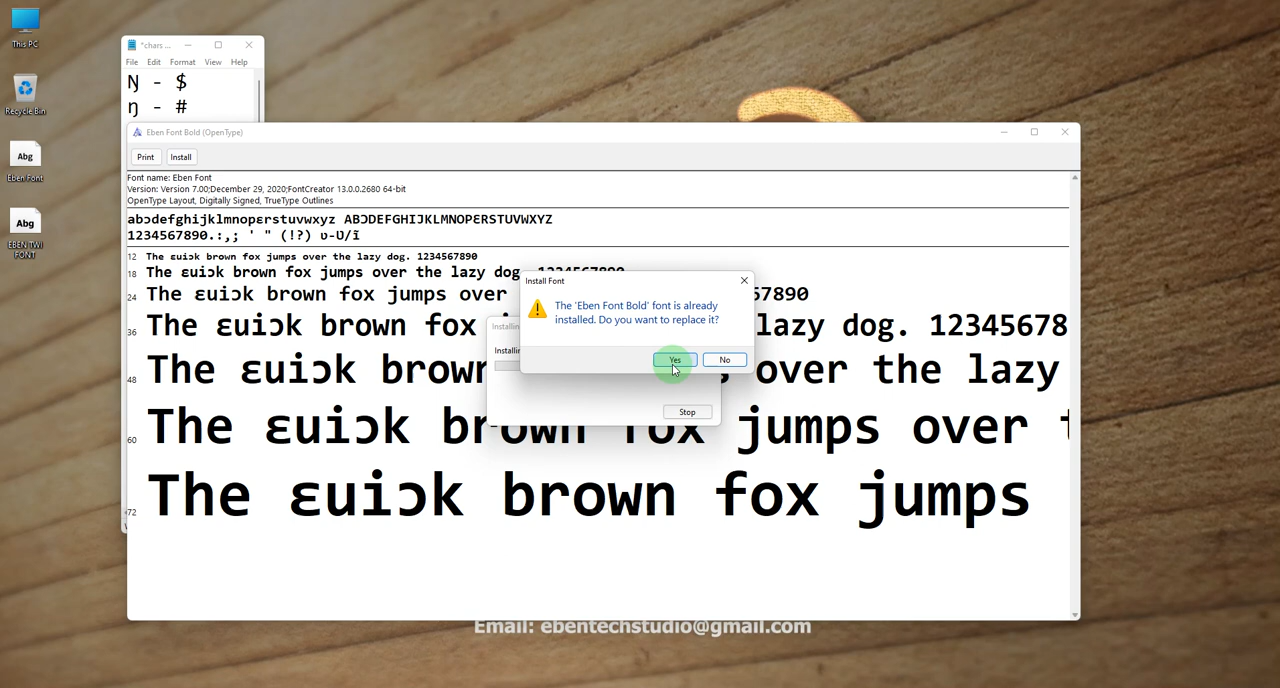 This PC
Recycle Bin
Abg
Eben Font
Abg
EBEN TWI
FONT
*chars ...
File Edit Format View Help
Ŋ - $
ŋ - #
Eben Font Bold (OpenType)
Print Install
Font name: Eben Font
Version: Version 7.00;December 29, 2020;FontCreator 13.0.0.2680 64-bit
OpenType Layout, Digitally Signed, TrueType Outlines
abɔdefghijklmnopɛrstuvwxyz ABƆDEFGHIJKLMNOPƐRSTUVWXYZ
1234567890.:,; ' " (!?) ʋ-Ʋ/ĩ
12 The ɛuiɔk brown fox jumps over the lazy dog. 1234567890
18 The ɛuiɔk brown fox jumps over the lazy dog. 1234567890
24 The ɛuiɔk brown fox jumps over 67890
36 The ɛuiɔk brown fox lazy dog. 12345678
48 The ɛuiɔk brown over the lazy
60 The ɛuiɔk brown fox jumps over
72 The ɛuiɔk brown fox jumps
Install Font
The 'Eben Font Bold' font is already
installed. Do you want to replace it?
Yes No
Stop
Email: ebentechstudio@gmail.com